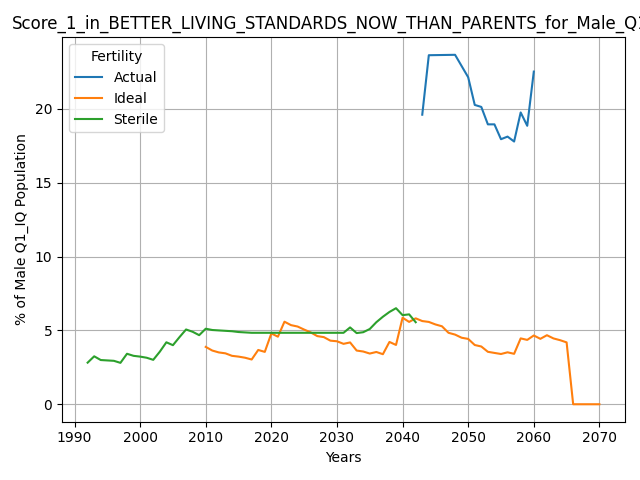 Score_1_in_BETTER_LIVING_STANDARDS_NOW_THAN_PARENTS_for_Male_Q1
Fertility
Actual
Ideal
Sterile
% of Male Q1_IQ Population
20
15
10
5
0
1990 2000 2010 2020 2030 2040 2050 2060 2070
Years